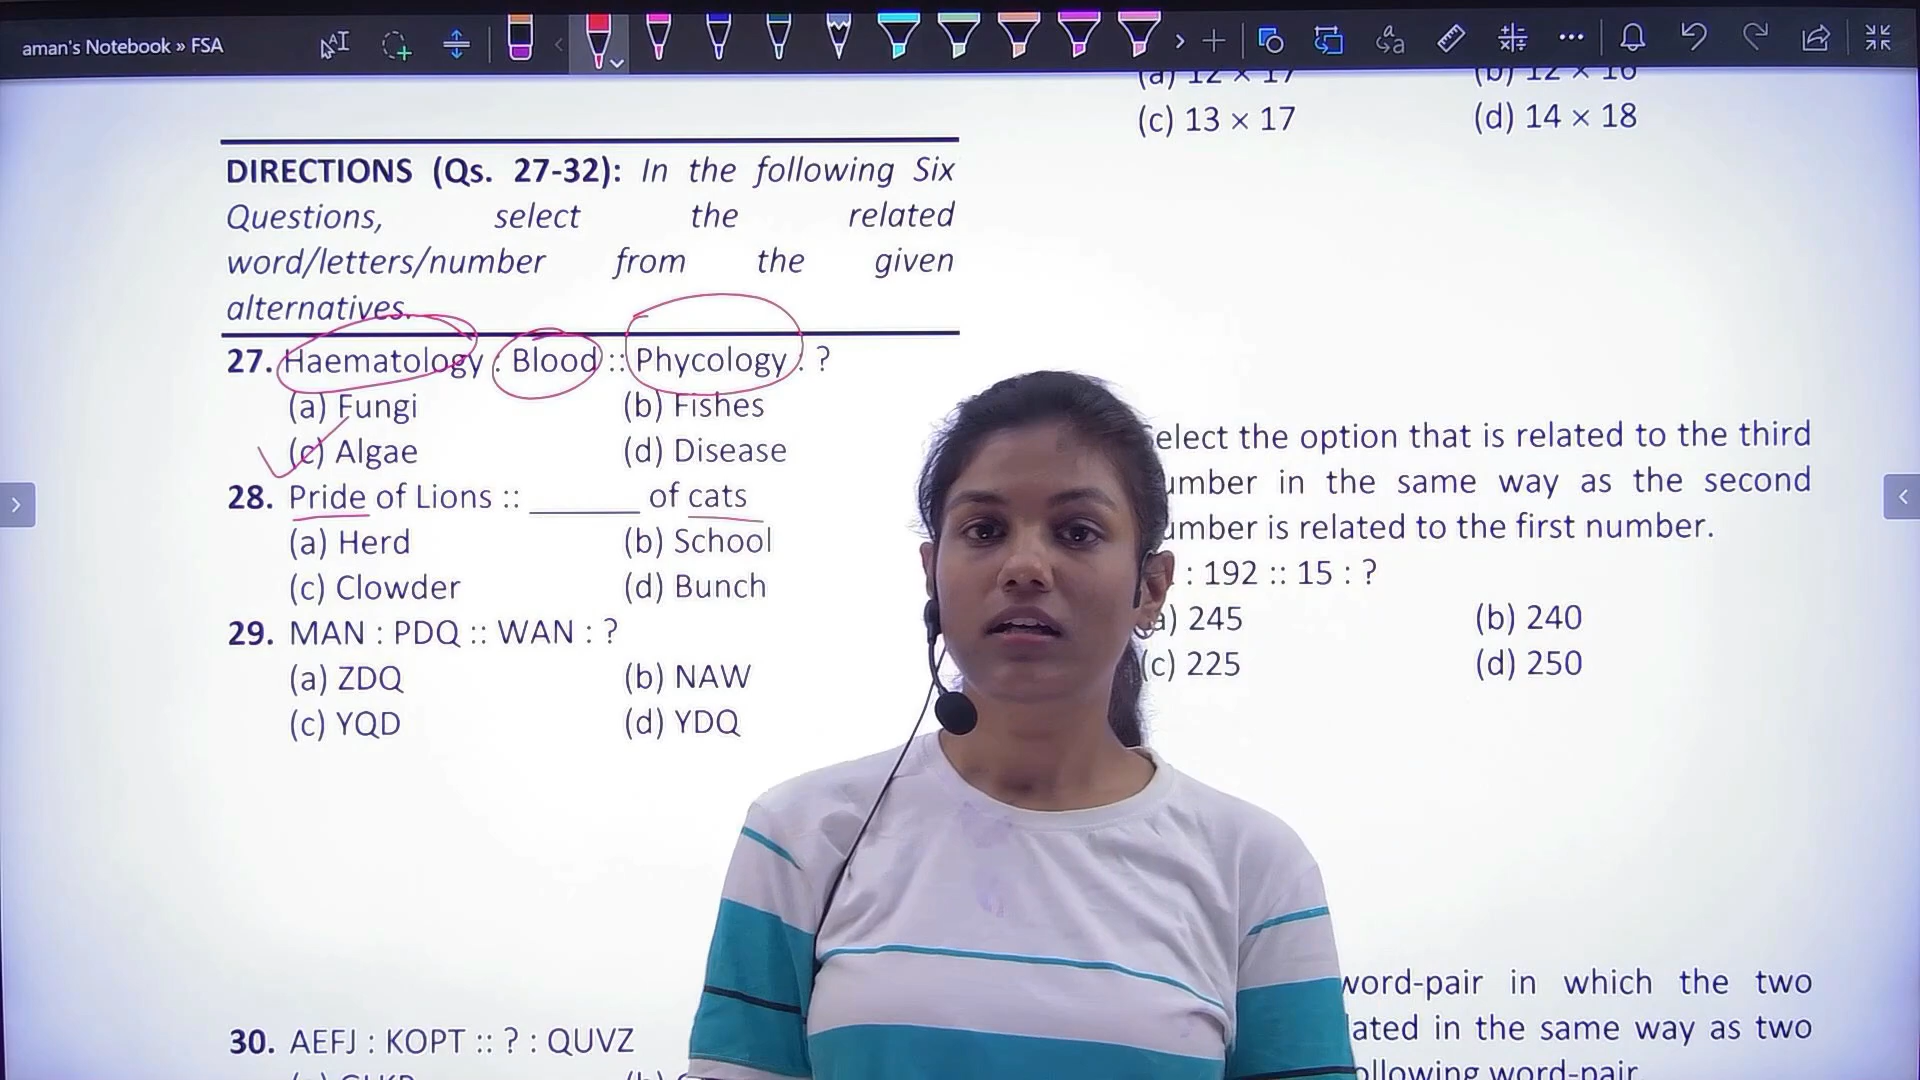 aman's Notebook » FSA
(c) 13 × 17 (d) 14 × 18
DIRECTIONS (Qs. 27-32): In the following Six
Questions, select the related
word/letters/number from the given
alternatives.
27. Haematology : Blood :: Phycology : ?
(a) Fungi (b) Fishes
(c) Algae (d) Disease
28. Pride of Lions :: ______ of cats
(a) Herd (b) School
(c) Clowder (d) Bunch
29. MAN : PDQ :: WAN : ?
(a) ZDQ (b) NAW
(c) YQD (d) YDQ
30. AEFJ : KOPT :: ? : QUVZ
the option that is related to the third
in the same way as the second
is related to the first number.
: 192 :: 15 : ?
(a) 245 (b) 240
(c) 225 (d) 250
word-pair in which the two
in the same way as two
word-pair.